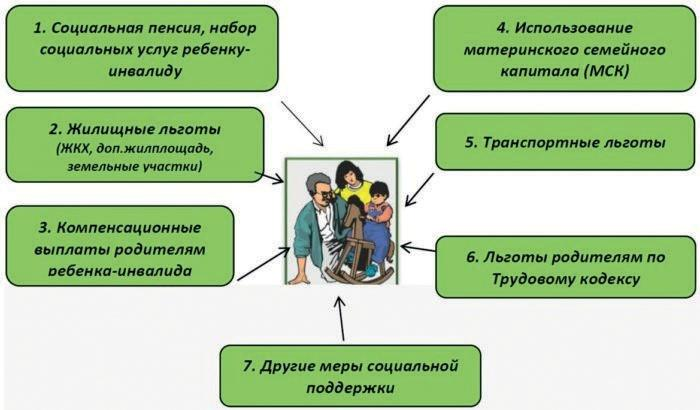 1. Социальная пенсия, набор
социальных услуг ребенку-
инвалиду
2. Жилищные льготы
(ЖКХ, доп.жилплощадь,
земельные участки)
3. Компенсационные
выплаты родителям
ребенка-инвалида
4. Использование
материнского семейного
капитала (МСК)
5. Транспортные льготы
6. Льготы родителям по
Трудовому кодексу
7. Другие меры социальной
поддержки